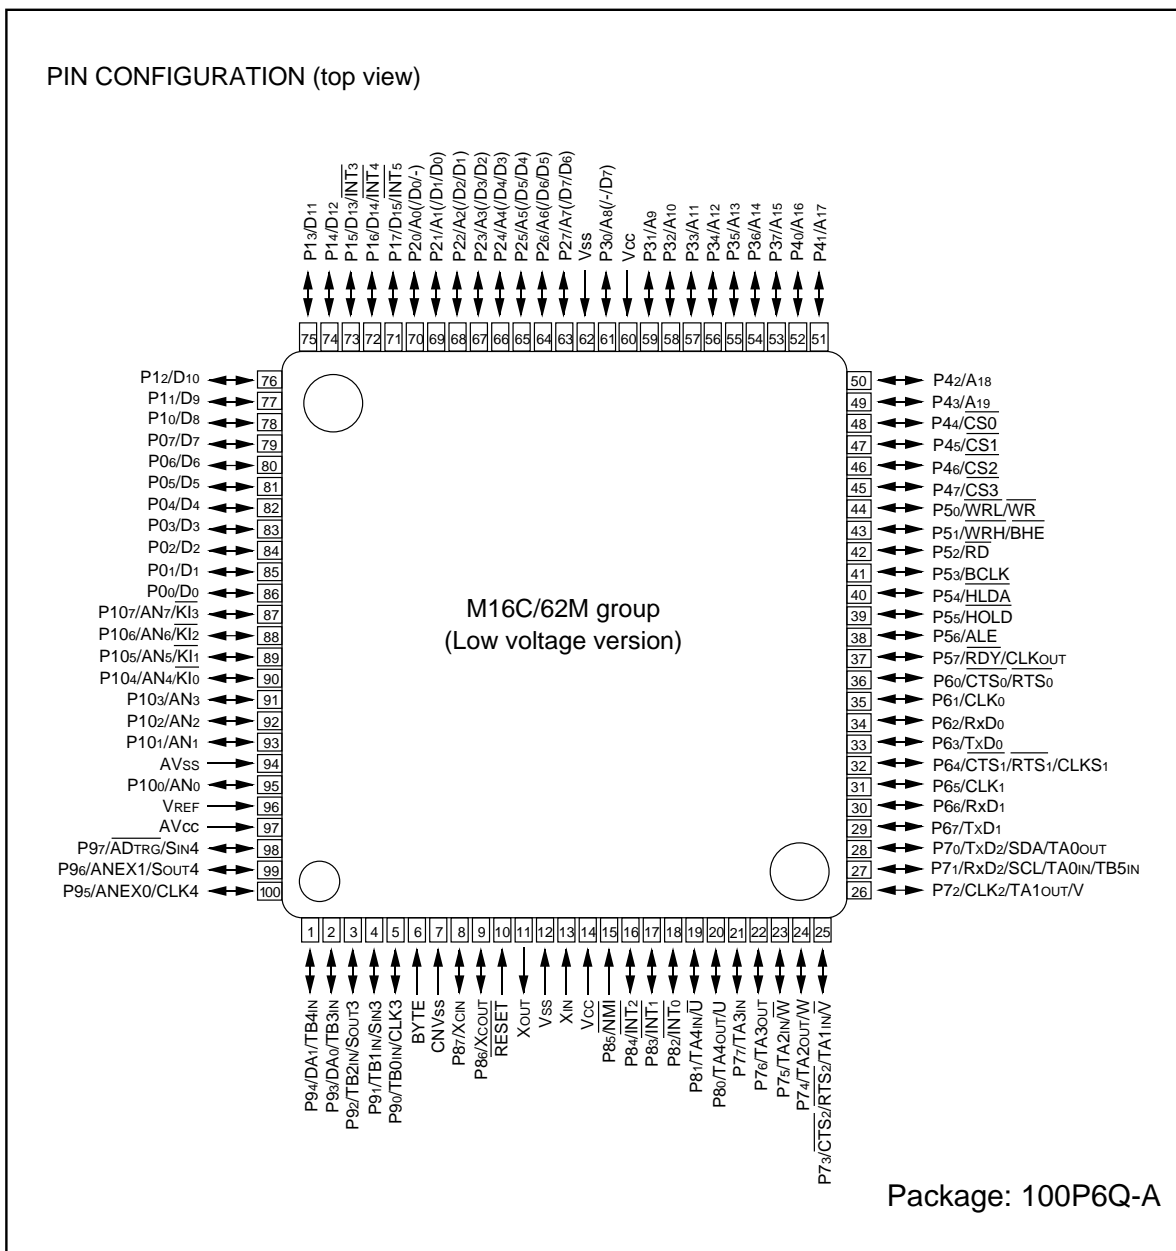 PIN CONFIGURATION (top view)
P13/D11
P14/D12
P15/D13/INT3
P16/D14/INT4
P17/D15/INT5
P20/A0(/D0/-)
P21/A1(/D1/D0)
P22/A2(/D2/D1)
P23/A3(/D3/D2)
P24/A4(/D4/D3)
P25/A5(/D5/D4)
P26/A6(/D6/D5)
P27/A7(/D7/D6)
Vss
P30/A8(/-/D7)
Vcc
P31/A9
P32/A10
P33/A11
P34/A12
P35/A13
P36/A14
P37/A15
P40/A16
P41/A17
75 74 73 72 71 70 69 68 67 66 65 64 63 62 61 60 59 58 57 56 55 54 53 52 51
P12/D10 76
P11/D9 77
P10/D8 78
P07/D7 79
P06/D6 80
P05/D5 81
P04/D4 82
P03/D3 83
P02/D2 84
P01/D1 85
P00/D0 86
P107/AN7/KI3 87
P106/AN6/KI2 88
P105/AN5/KI1 89
P104/AN4/KI0 90
P103/AN3 91
P102/AN2 92
P101/AN1 93
AVss 94
P100/AN0 95
VREF 96
AVcc 97
P97/ADTRG/SIN4 98
P96/ANEX1/SOUT4 99
P95/ANEX0/CLK4 100
M16C/62M group
(Low voltage version)
50 P42/A18
49 P43/A19
48 P44/CS0
47 P45/CS1
46 P46/CS2
45 P47/CS3
44 P50/WRL/WR
43 P51/WRH/BHE
42 P52/RD
41 P53/BCLK
40 P54/HLDA
39 P55/HOLD
38 P56/ALE
37 P57/RDY/CLKOUT
36 P60/CTS0/RTS0
35 P61/CLK0
34 P62/RxD0
33 P63/TxD0
32 P64/CTS1/RTS1/CLKS1
31 P65/CLK1
30 P66/RxD1
29 P67/TxD1
28 P70/TxD2/SDA/TA0OUT
27 P71/RxD2/SCL/TA0IN/TB5IN
26 P72/CLK2/TA1OUT/V
1 2 3 4 5 6 7 8 9 10 11 12 13 14 15 16 17 18 19 20 21 22 23 24 25
P94/DA1/TB4IN
P93/DA0/TB3IN
P92/TB2IN/SOUT3
P91/TB1IN/SIN3
P90/TB0IN/CLK3
BYTE
CNVss
P87/XCIN
P86/XCOUT
RESET
XOUT
Vss
XIN
Vcc
P85/NMI
P84/INT2
P83/INT1
P82/INT0
P81/TA4IN/U
P80/TA4OUT/U
P77/TA3IN
P76/TA3OUT
P75/TA2IN/W
P74/TA2OUT/W
P73/CTS2/RTS2/TA1IN/V
Package: 100P6Q-A